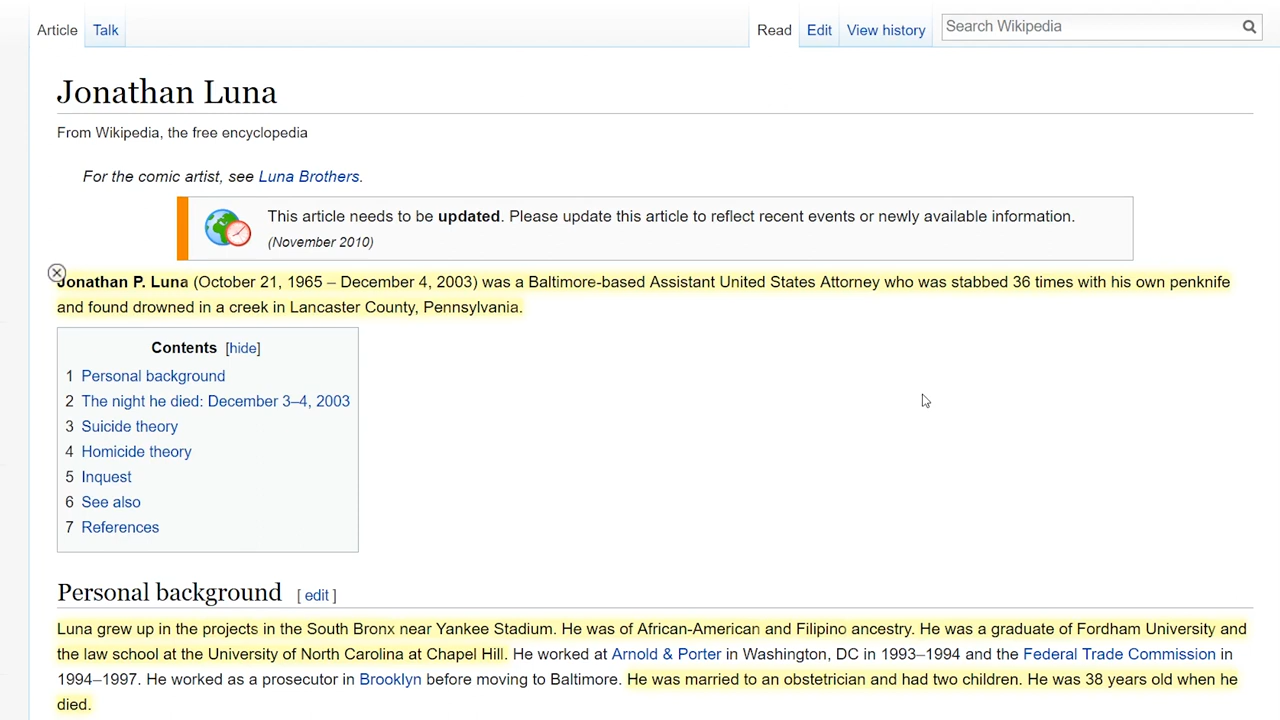 Article Talk Read Edit View history Search Wikipedia
Jonathan Luna
From Wikipedia, the free encyclopedia
For the comic artist, see Luna Brothers.
This article needs to be updated. Please update this article to reflect recent events or newly available information.
(November 2010)
Jonathan P. Luna (October 21, 1965 – December 4, 2003) was a Baltimore-based Assistant United States Attorney who was stabbed 36 times with his own penknife
and found drowned in a creek in Lancaster County, Pennsylvania.
Contents [hide]
1 Personal background
2 The night he died: December 3–4, 2003
3 Suicide theory
4 Homicide theory
5 Inquest
6 See also
7 References
Personal background [ edit ]
Luna grew up in the projects in the South Bronx near Yankee Stadium. He was of African-American and Filipino ancestry. He was a graduate of Fordham University and
the law school at the University of North Carolina at Chapel Hill. He worked at Arnold & Porter in Washington, DC in 1993–1994 and the Federal Trade Commission in
1994–1997. He worked as a prosecutor in Brooklyn before moving to Baltimore. He was married to an obstetrician and had two children. He was 38 years old when he
died.